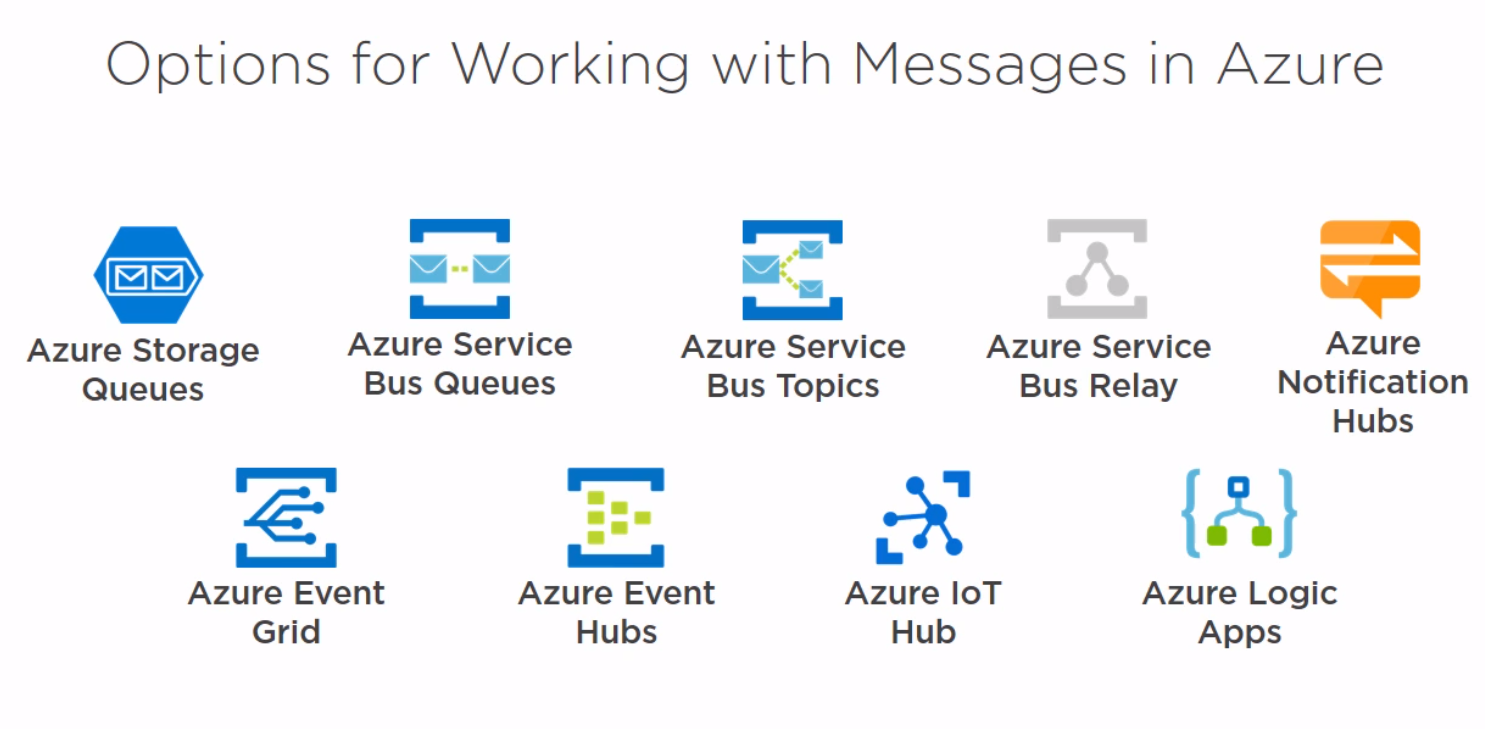 Options for Working with Messages in Azure
Azure Storage
Queues
Azure Service
Bus Queues
Azure Service
Bus Topics
Azure Service
Bus Relay
Azure
Notification
Hubs
Azure Event
Grid
Azure Event
Hubs
Azure IoT
Hub
Azure Logic
Apps